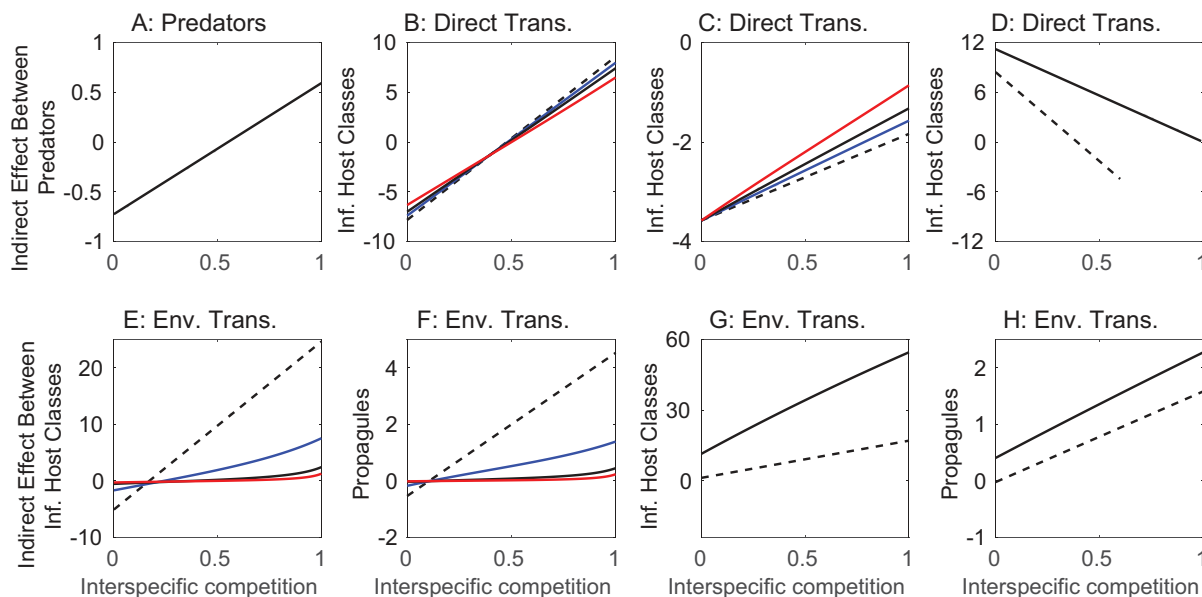 A: Predators
B: Direct Trans.
C: Direct Trans.
D: Direct Trans.
Indirect Effect Between
Predators
1
0.5
0
-0.5
-1
0
0.5
1
Inf. Host Classes
10
5
0
-5
-10
0
0.5
1
Inf. Host Classes
0
-2
-4
0
0.5
1
Inf. Host Classes
12
6
0
-6
-12
0
0.5
1
E: Env. Trans.
F: Env. Trans.
G: Env. Trans.
H: Env. Trans.
Indirect Effect Between
Inf. Host Classes
20
10
0
-10
0
0.5
1
Interspecific competition
Propagules
4
2
0
-2
0
0.5
1
Interspecific competition
Inf. Host Classes
60
30
0
0
0.5
1
Interspecific competition
Propagules
2
1
0
-1
0
0.5
1
Interspecific competition